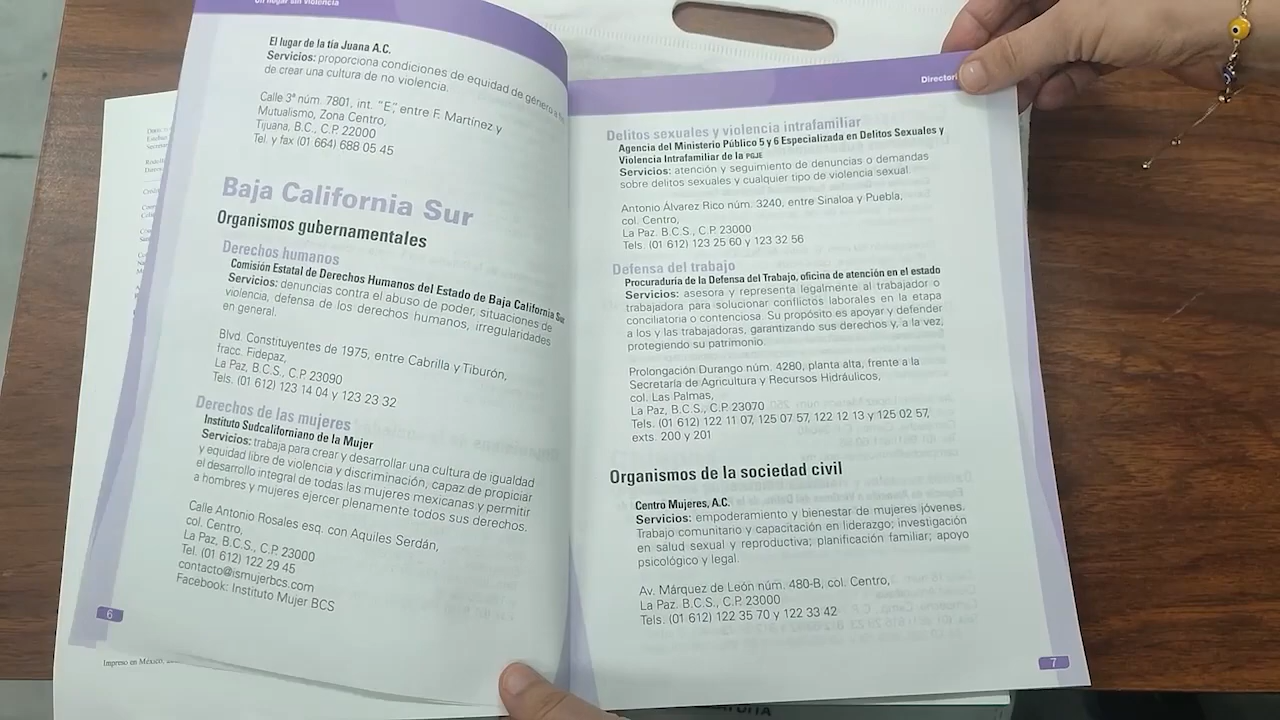 Un hogar sin violencia
El lugar de la tía Juana A.C.
Servicios: proporciona condiciones de equidad de género a
de crear una cultura de no violencia.
Calle 3ª núm. 7801, int. "E", entre F. Martínez y
Mutualismo, Zona Centro,
Tijuana, B.C., C.P. 22000
Tel. y fax (01 664) 688 05 45
Baja California Sur
Organismos gubernamentales
Derechos humanos
Comisión Estatal de Derechos Humanos del Estado de Baja California Sur
Servicios: denuncias contra el abuso de poder, situaciones de
violencia, defensa de los derechos humanos, irregularidades
en general.
Blvd. Constituyentes de 1975, entre Cabrilla y Tiburón,
fracc. Fidepaz,
La Paz, B.C.S., C.P. 23090
Tels. (01 612) 123 14 04 y 123 23 32
Derechos de las mujeres
Instituto Sudcaliforniano de la Mujer
Servicios: trabaja para crear y desarrollar una cultura de igualdad
y equidad libre de violencia y discriminación, capaz de propiciar
el desarrollo integral de todas las mujeres mexicanas y permitir
a hombres y mujeres ejercer plenamente todos sus derechos.
Calle Antonio Rosales esq. con Aquiles Serdán,
col. Centro,
La Paz, B.C.S., C.P. 23000
Tel. (01 612) 122 29 45
contacto@ismujerbcs.com
Facebook: Instituto Mujer BCS
6
Impreso en México,
Directori
Delitos sexuales y violencia intrafamiliar
Agencia del Ministerio Público 5 y 6 Especializada en Delitos Sexuales y
Violencia Intrafamiliar de la PGJE
Servicios: atención y seguimiento de denuncias o demandas
sobre delitos sexuales y cualquier tipo de violencia sexual.
Antonio Álvarez Rico núm. 3240, entre Sinaloa y Puebla,
col. Centro,
La Paz. B.C.S., C.P. 23000
Tels. (01 612) 123 25 60 y 123 32 56
Defensa del trabajo
Procuraduría de la Defensa del Trabajo, oficina de atención en el estado
Servicios: asesora y representa legalmente al trabajador o
trabajadora para solucionar conflictos laborales en la etapa
conciliatoria o contenciosa. Su propósito es apoyar y defender
a los y las trabajadoras, garantizando sus derechos y, a la vez,
protegiendo su patrimonio.
Prolongación Durango núm. 4280, planta alta, frente a la
Secretaría de Agricultura y Recursos Hidráulicos,
col. Las Palmas,
La Paz, B.C.S., C.P. 23070
Tels. (01 612) 122 11 07, 125 07 57, 122 12 13 y 125 02 57,
exts. 200 y 201
Organismos de la sociedad civil
Centro Mujeres, A.C.
Servicios: empoderamiento y bienestar de mujeres jóvenes.
Trabajo comunitario y capacitación en liderazgo; investigación
en salud sexual y reproductiva; planificación familiar; apoyo
psicológico y legal.
Av. Márquez de León núm. 480-B, col. Centro,
La Paz. B.C.S., C.P. 23000
Tels. (01 612) 122 35 70 y 122 33 42
7